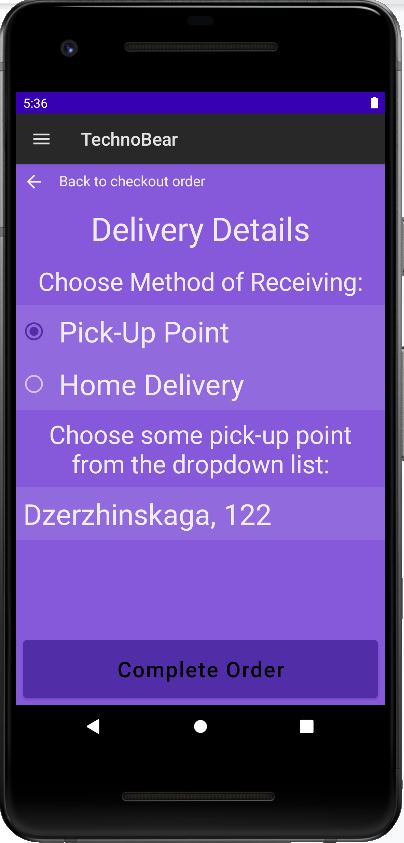 5:36
TechnoBear
Back to checkout order
Delivery Details
Choose Method of Receiving:
Pick-Up Point
Home Delivery
Choose some pick-up point
from the dropdown list:
Dzerzhinskaga, 122
Complete Order